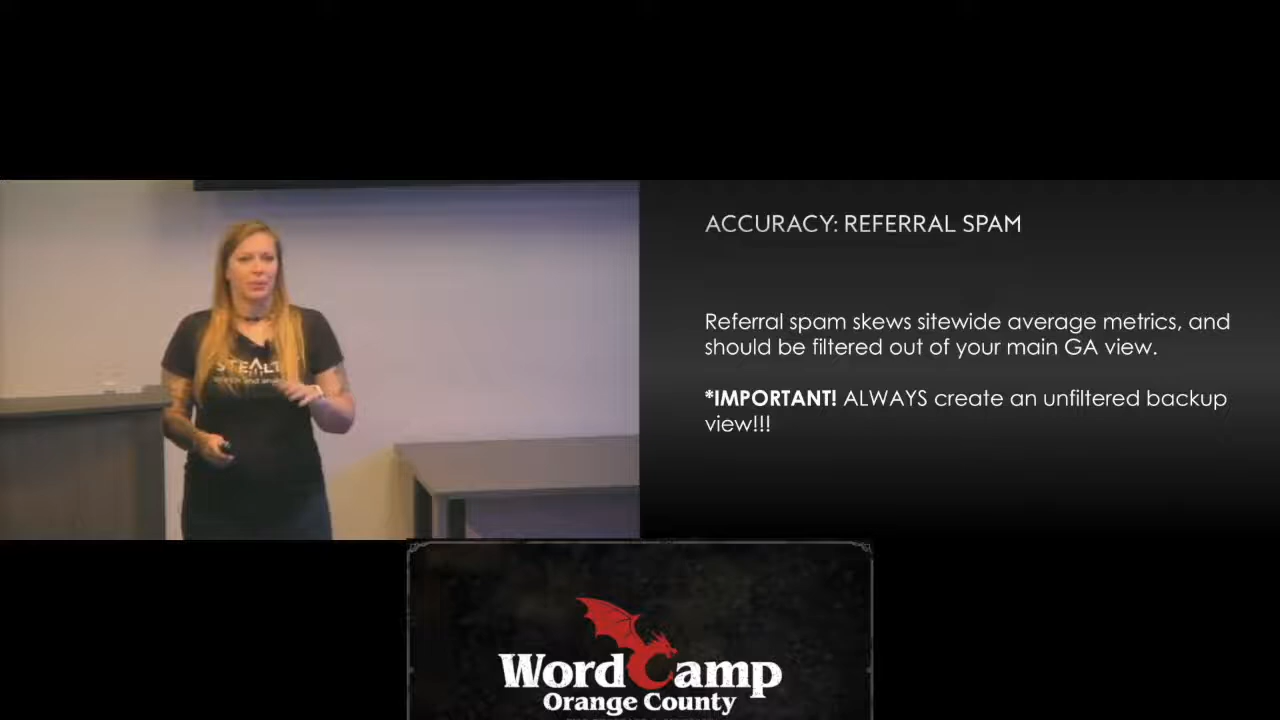 ACCURACY: REFERRAL SPAM
Referral spam skews sitewide average metrics, and
should be filtered out of your main GA view.
*IMPORTANT! ALWAYS create an unfiltered backup
view!!!
STEALT
WordCamp
Orange County